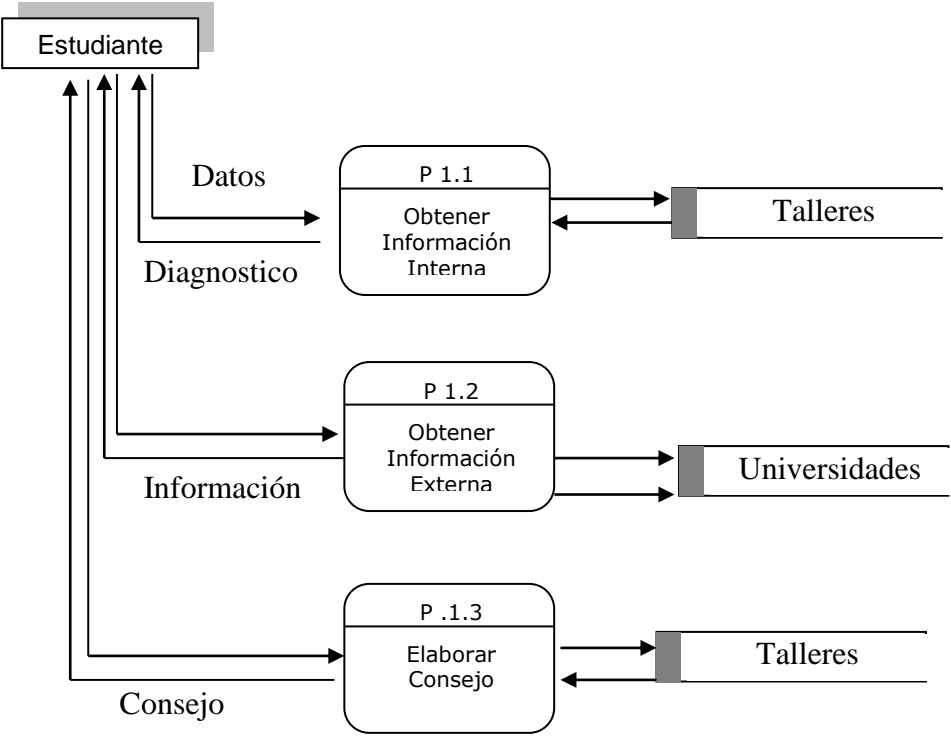 Estudiante
Datos
P 1.1
Obtener
Información
Interna
Talleres
Diagnostico
P 1.2
Obtener
Información
Externa
Universidades
Información
P .1.3
Elaborar
Consejo
Talleres
Consejo